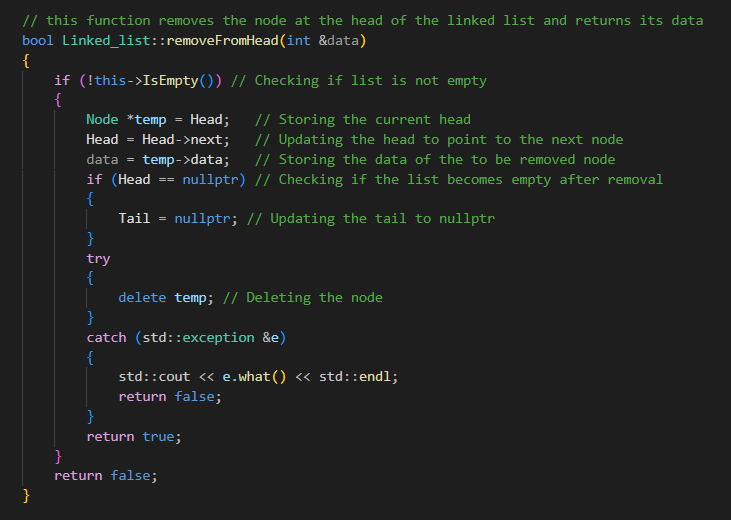 // this function removes the node at the head of the linked list and returns its data
bool Linked_list::removeFromHead(int &data)
{
    if (!this->IsEmpty()) // Checking if list is not empty
    {
        Node *temp = Head;   // Storing the current head
        Head = Head->next;   // Updating the head to point to the next node
        data = temp->data;   // Storing the data of the to be removed node
        if (Head == nullptr) // Checking if the list becomes empty after removal
        {
            Tail = nullptr; // Updating the tail to nullptr
        }
        try
        {
            delete temp; // Deleting the node
        }
        catch (std::exception &e)
        {
            std::cout << e.what() << std::endl;
            return false;
        }
        return true;
    }
    return false;
}